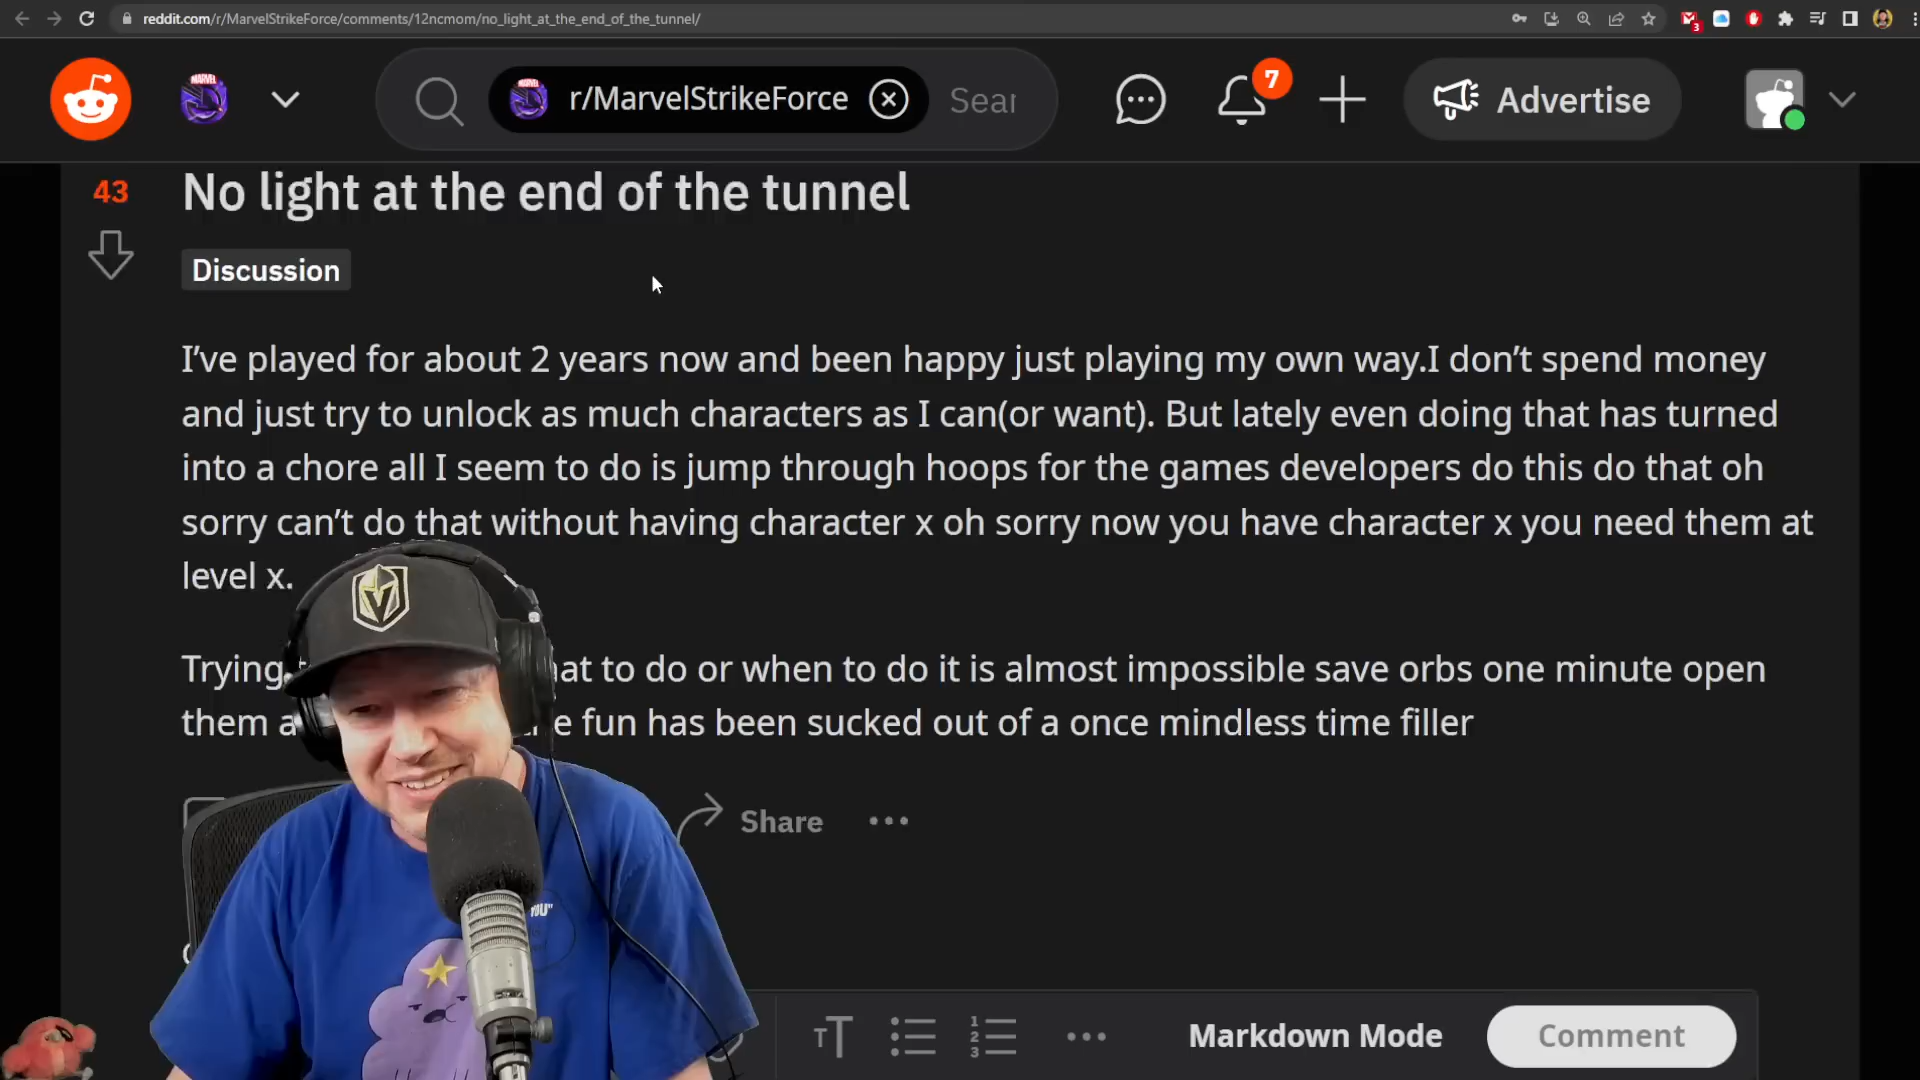 reddit.com/r/MarvelStrikeForce/comments/12ncmom/no_light_at_the_end_of_the_tunnel/
3
MARVEL
MARVEL
r/MarvelStrikeForce
Sear
7
Advertise
43
No light at the end of the tunnel
Discussion
I’ve played for about 2 years now and been happy just playing my own way.I don’t spend money
and just try to unlock as much characters as I can(or want). But lately even doing that has turned
into a chore all I seem to do is jump through hoops for the games developers do this do that oh
sorry can’t do that without having character x oh sorry now you have character x you need them at
level x.
Trying at to do or when to do it is almost impossible save orbs one minute open
them a fun has been sucked out of a once mindless time filler
Share
YOU"
Markdown Mode
Comment